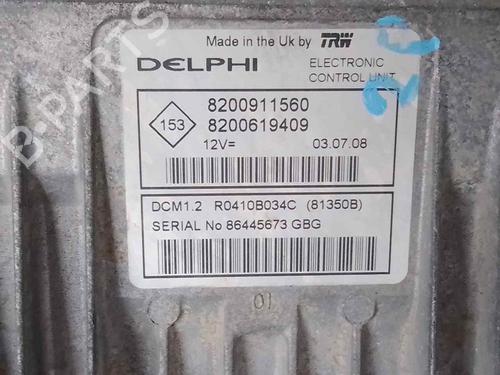 Made in the Uk by TRW
DELPHI
ELECTRONIC
CONTROL UNIT
8200911560
153
8200619409
12V=
03.07.08
DCM1.2 R0410B034C (81350B)
SERIAL No 86445673 GBG
01
B-PARTS